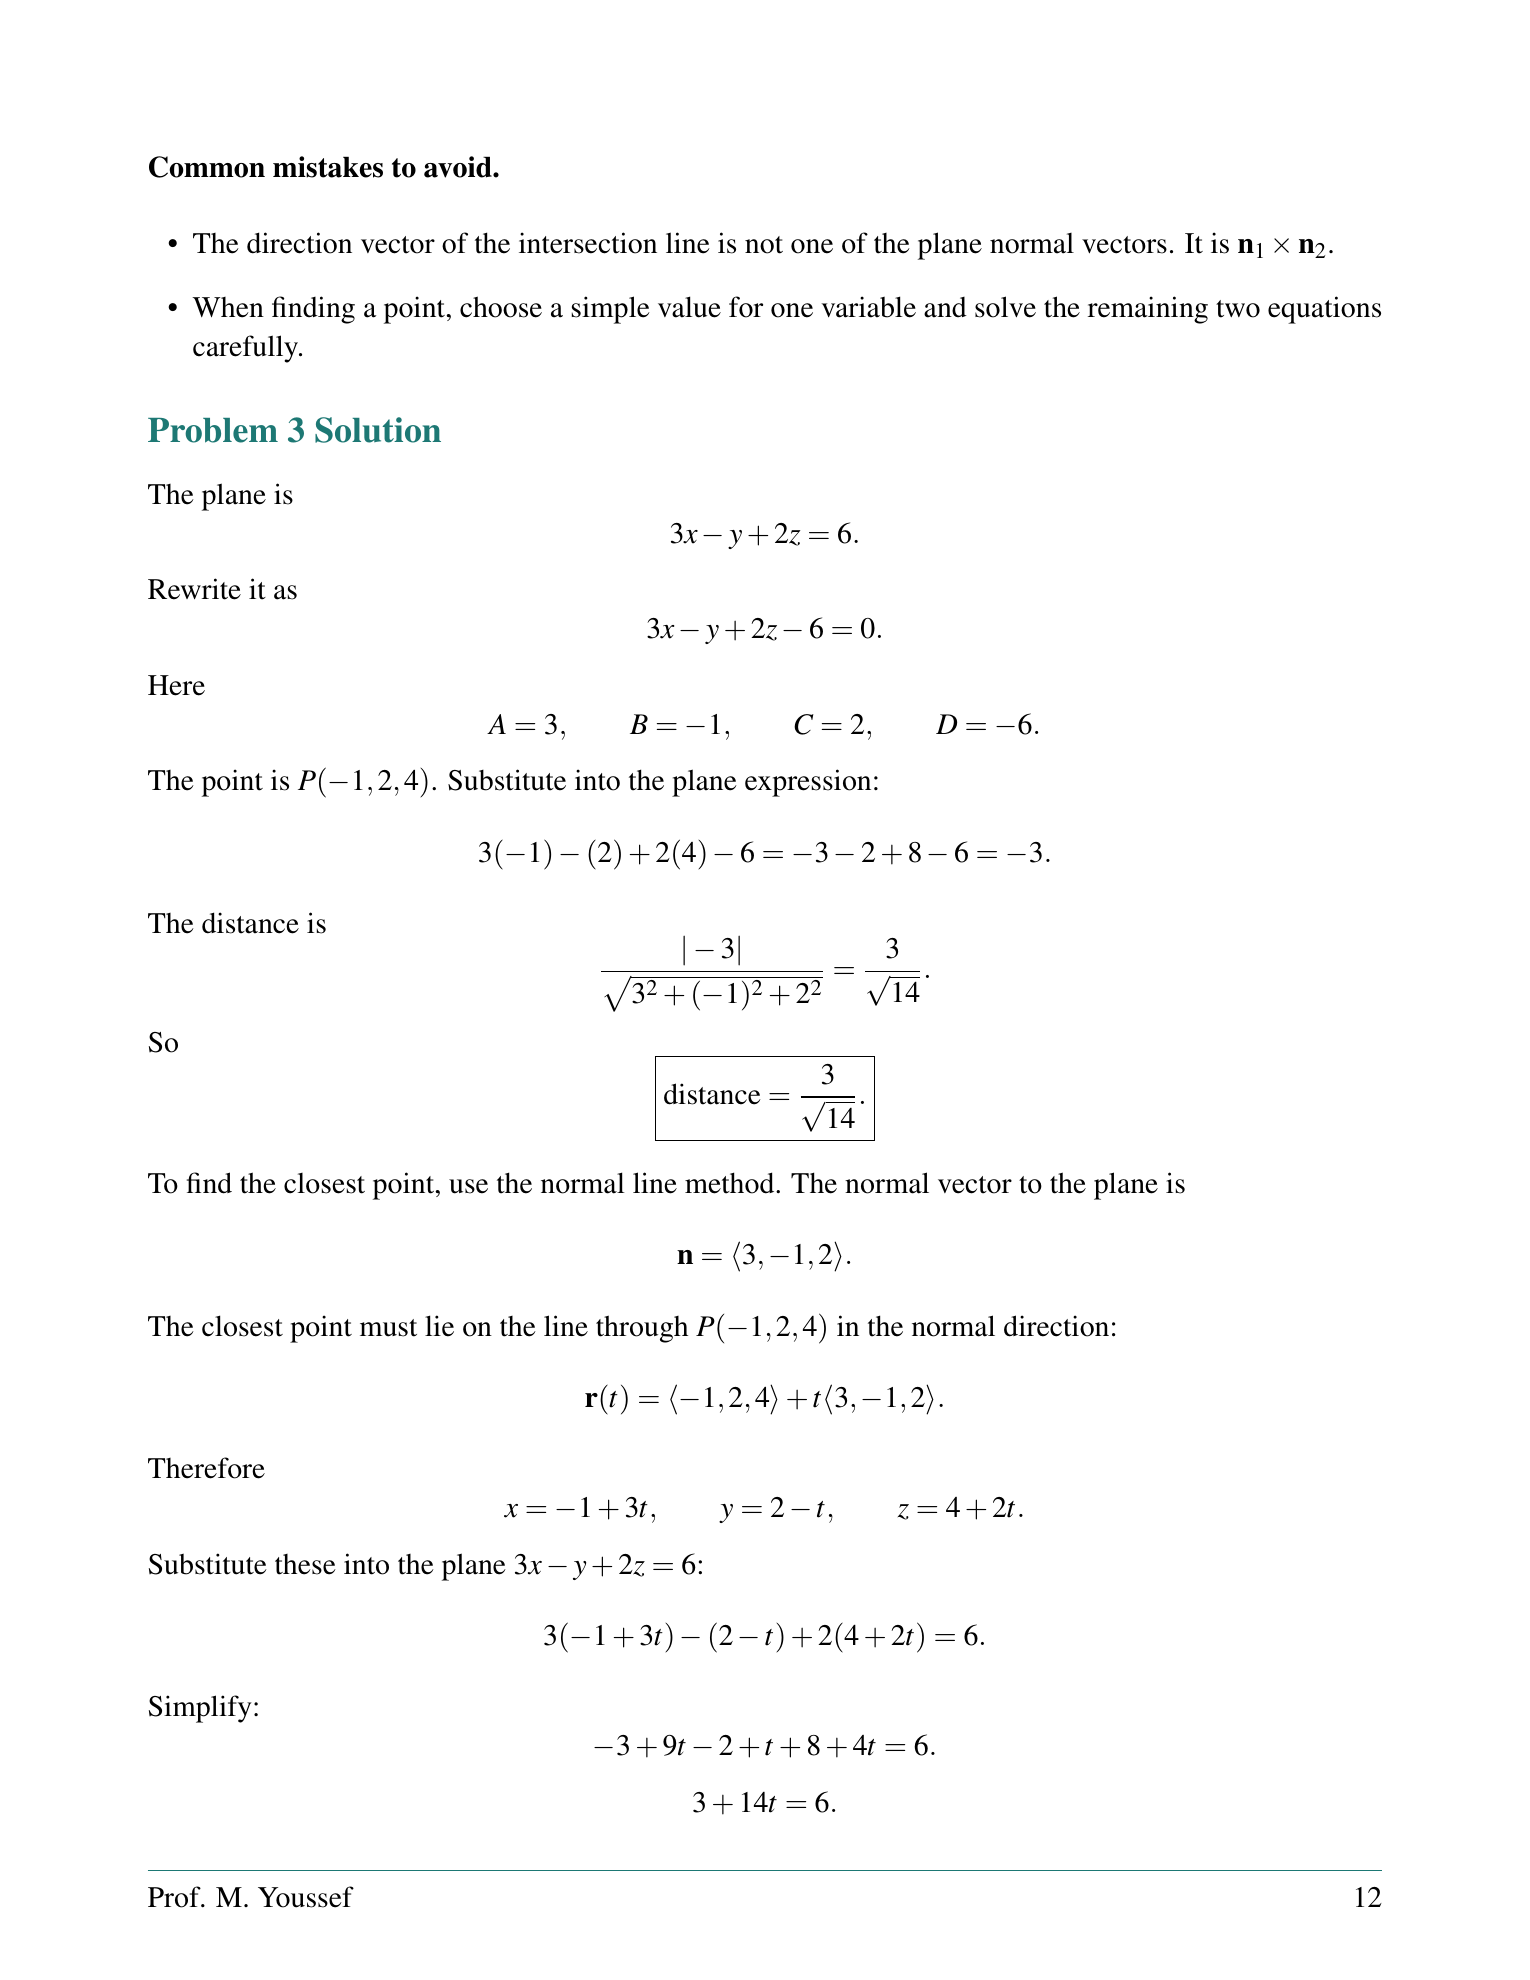 Common mistakes to avoid.
• The direction vector of the intersection line is not one of the plane normal vectors. It is n₁ × n₂.
• When finding a point, choose a simple value for one variable and solve the remaining two equations
carefully.
Problem 3 Solution
The plane is
3x − y + 2z = 6.
Rewrite it as
3x − y + 2z − 6 = 0.
Here
A = 3, B = −1, C = 2, D = −6.
The point is P(−1, 2, 4). Substitute into the plane expression:
3(−1) − (2) + 2(4) − 6 = −3 − 2 + 8 − 6 = −3.
The distance is
|−3| / √(3² + (−1)² + 2²) = 3 / √14.
So
distance = 3 / √14.
To find the closest point, use the normal line method. The normal vector to the plane is
n = ⟨3, −1, 2⟩.
The closest point must lie on the line through P(−1, 2, 4) in the normal direction:
r(t) = ⟨−1, 2, 4⟩ + t⟨3, −1, 2⟩.
Therefore
x = −1 + 3t, y = 2 − t, z = 4 + 2t.
Substitute these into the plane 3x − y + 2z = 6:
3(−1 + 3t) − (2 − t) + 2(4 + 2t) = 6.
Simplify:
−3 + 9t − 2 + t + 8 + 4t = 6.
3 + 14t = 6.
Prof. M. Youssef 12